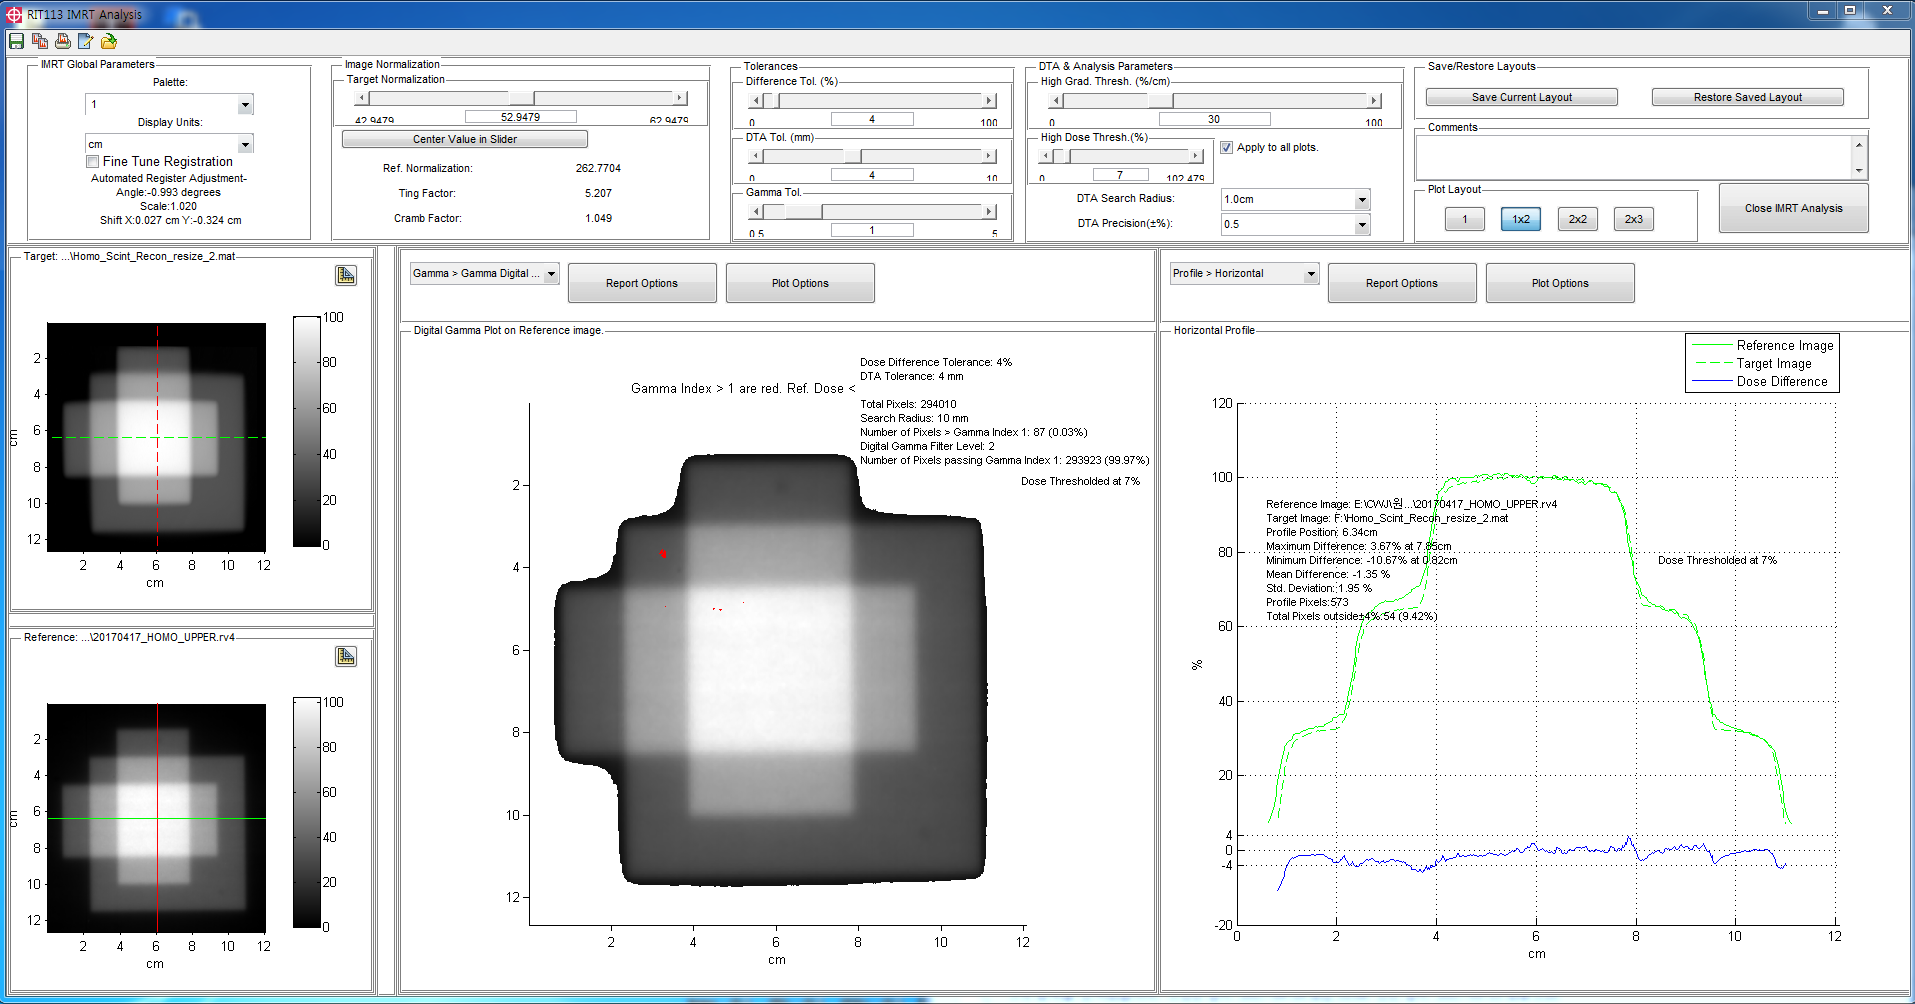 RIT113 IMRT Analysis
IMRT Global Parameters
Palette:
1
Display Units:
cm
Fine Tune Registration
Automated Register Adjustment-
Angle:-0.993 degrees
Scale:1.020
Shift X:0.027 cm Y:-0.324 cm
Image Normalization
Target Normalization
42.9479 52.9479 62.9479
Center Value in Slider
Ref. Normalization: 262.7704
Ting Factor: 5.207
Cramb Factor: 1.049
Tolerances
Difference Tol. (%)
0 4 100
DTA Tol. (mm)
0 4 10
Gamma Tol.
0.5 1 5
DTA & Analysis Parameters
High Grad. Thresh. (%/cm)
0 30 100
High Dose Thresh.(%)
0 7 102.479
Apply to all plots.
DTA Search Radius: 1.0cm
DTA Precision(±%): 0.5
Save/Restore Layouts
Save Current Layout Restore Saved Layout
Comments
Plot Layout
1 1x2 2x2 2x3
Close IMRT Analysis
Target: ...\Homo_Scint_Recon_resize_2.mat
2
4
6
8
10
12
cm
2 4 6 8 10 12
cm
100
80
60
40
20
0
Reference: ...\20170417_HOMO_UPPER.rv4
2
4
6
8
10
12
cm
2 4 6 8 10 12
cm
100
80
60
40
20
0
Gamma > Gamma Digital ... Report Options Plot Options
Digital Gamma Plot on Reference image.
Gamma Index > 1 are red. Ref. Dose <
Dose Difference Tolerance: 4%
DTA Tolerance: 4 mm
Total Pixels: 294010
Search Radius: 10 mm
Number of Pixels > Gamma Index 1: 87 (0.03%)
Digital Gamma Filter Level: 2
Number of Pixels passing Gamma Index 1: 293923 (99.97%)
Dose Thresholded at 7%
2
4
6
8
10
12
2 4 6 8 10 12
cm
Profile > Horizontal Report Options Plot Options
Horizontal Profile
Reference Image
Target Image
Dose Difference
120
100
80
60
40
20
4
0
-4
-20
%
Reference Image: E:\CWJ\원...\20170417_HOMO_UPPER.rv4
Target Image: F:\Homo_Scint_Recon_resize_2.mat
Profile Position: 6.34cm
Maximum Difference: 3.67% at 7.85cm
Minimum Difference: -10.67% at 0.82cm
Mean Difference: -1.35 %
Std. Deviation:1.95 %
Profile Pixels:573
Total Pixels outside±4%:54 (9.42%)
Dose Thresholded at 7%
0 2 4 6 8 10 12
cm